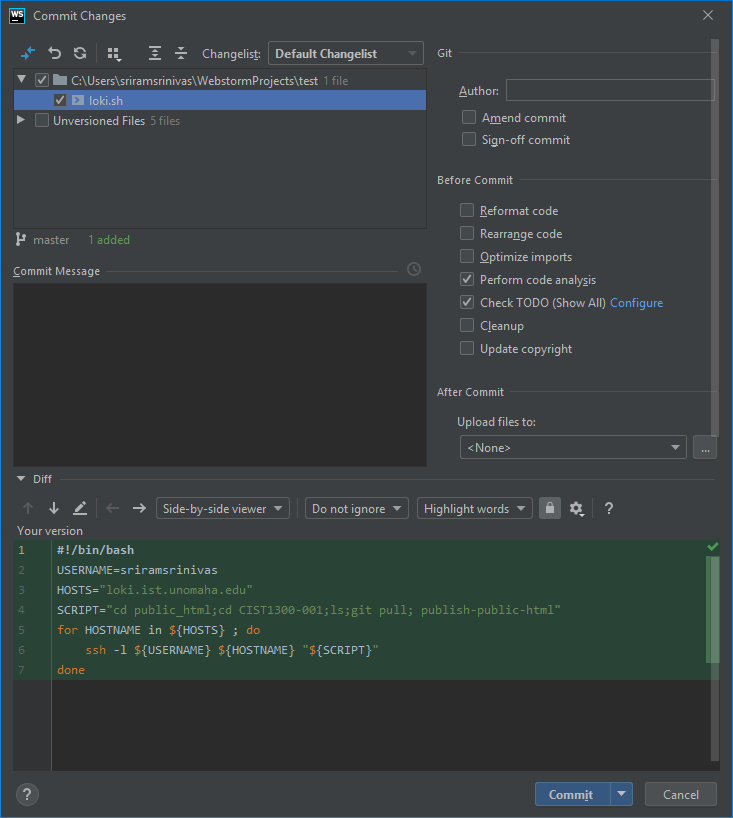 WS Commit Changes
Changelist: Default Changelist
C:\Users\sriramsrinivas\WebstormProjects\test 1 file
loki.sh
Unversioned Files 5 files
master 1 added
Commit Message
Git
Author:
Amend commit
Sign-off commit
Before Commit
Reformat code
Rearrange code
Optimize imports
Perform code analysis
Check TODO (Show All) Configure
Cleanup
Update copyright
After Commit
Upload files to:
<None> ...
Diff
Side-by-side viewer Do not ignore Highlight words ?
Your version
1 #!/bin/bash
2 USERNAME=sriramsrinivas
3 HOSTS="loki.ist.unomaha.edu"
4 SCRIPT="cd public_html;cd CIST1300-001;ls;git pull; publish-public-html"
5 for HOSTNAME in ${HOSTS} ; do
6 ssh -l ${USERNAME} ${HOSTNAME} "${SCRIPT}"
7 done
? Commit Cancel